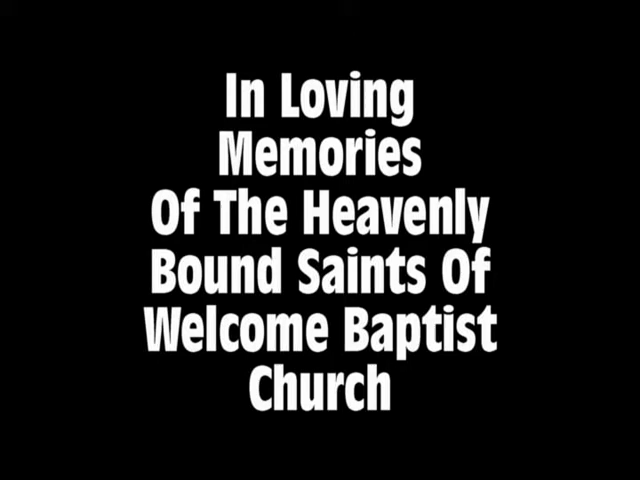 In Loving
Memories
Of The Heavenly
Bound Saints Of
Welcome Baptist
Church